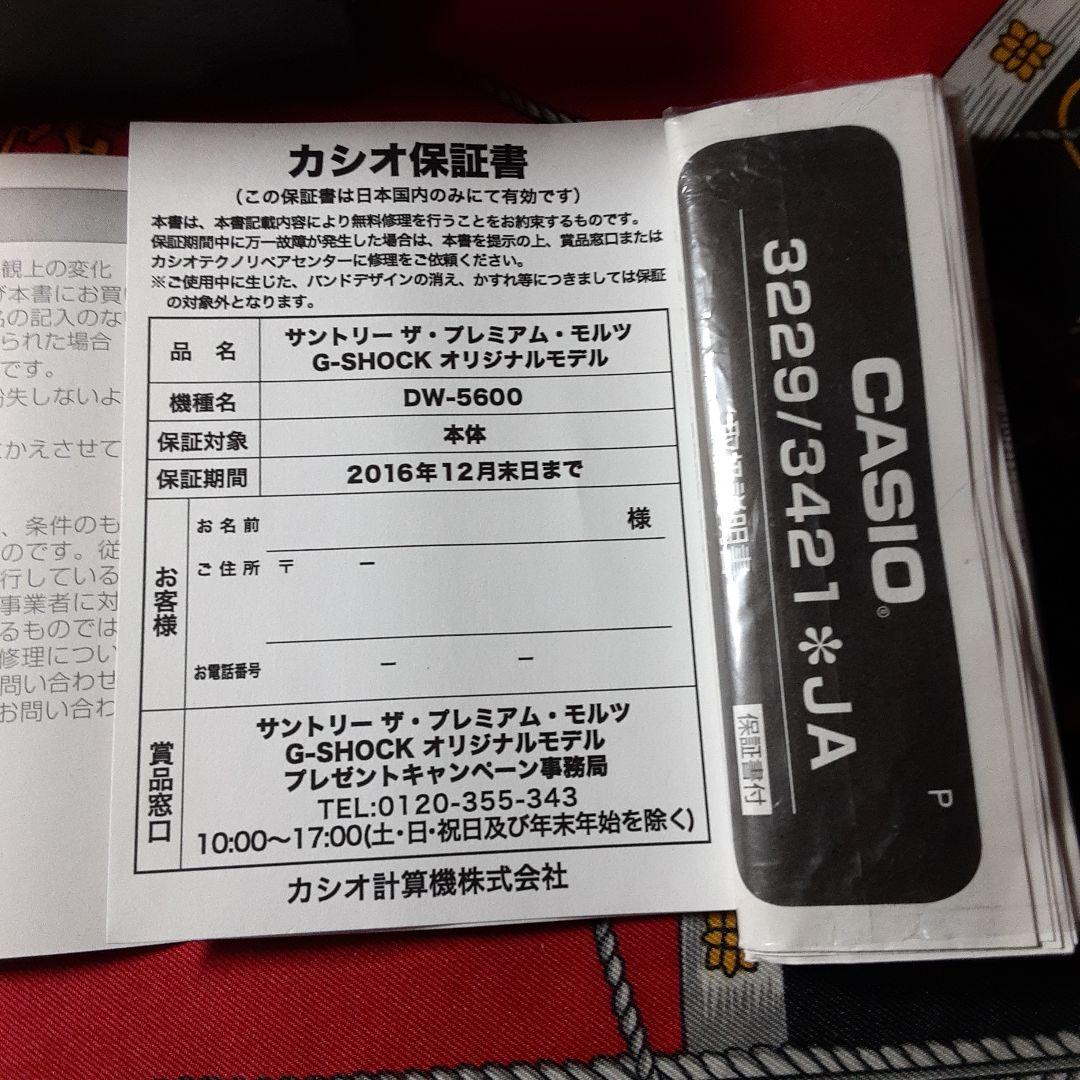 カシオ保証書
(この保証書は日本国内のみにて有効です)
本書は、本書記載内容により無料修理を行うことをお約束するものです。
保証期間中に万一故障が発生した場合は、本書を提示の上、賞品窓口または
カシオテクノリペアセンターに修理をご依頼ください。
※ご使用中に生じた、バンドデザインの消え、かすれ等につきましては保証
の対象外となります。
品 名
サントリー ザ・プレミアム・モルツ
G-SHOCK オリジナルモデル
機種名
DW-5600
保証対象
本体
保証期間
2016年12月末日まで
お客様
お名前
様
ご住所 〒 ー
お電話番号 ー ー
賞品窓口
サントリー ザ・プレミアム・モルツ
G-SHOCK オリジナルモデル
プレゼントキャンペーン事務局
TEL:0120-355-343
10:00〜17:00(土・日・祝日及び年末年始を除く)
カシオ計算機株式会社
観上の変化
本書にお買
の記入のな
られた場合
です。
失しないよ
かえさせて
、条件のも
のです。従
行している
事業者に対
るものでは
修理につい
問い合わせ
お問い合わ
CASIO®
3229/3421※JA
取扱説明書
保証書付
P